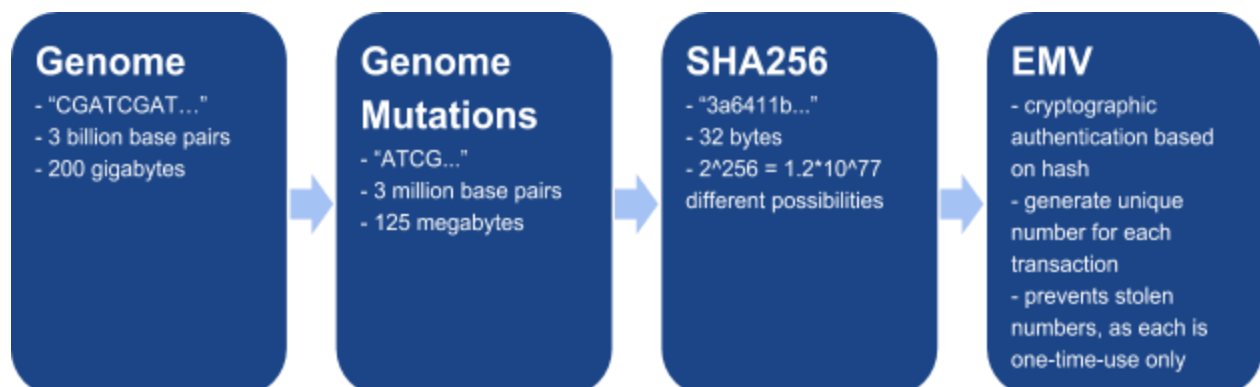 Genome
- “CGATCGAT...”
- 3 billion base pairs
- 200 gigabytes
Genome
Mutations
- “ATCG...”
- 3 million base pairs
- 125 megabytes
SHA256
- “3a6411b...”
- 32 bytes
- 2^256 = 1.2*10^77
different possibilities
EMV
- cryptographic
authentication based
on hash
- generate unique
number for each
transaction
- prevents stolen
numbers, as each is
one-time-use only